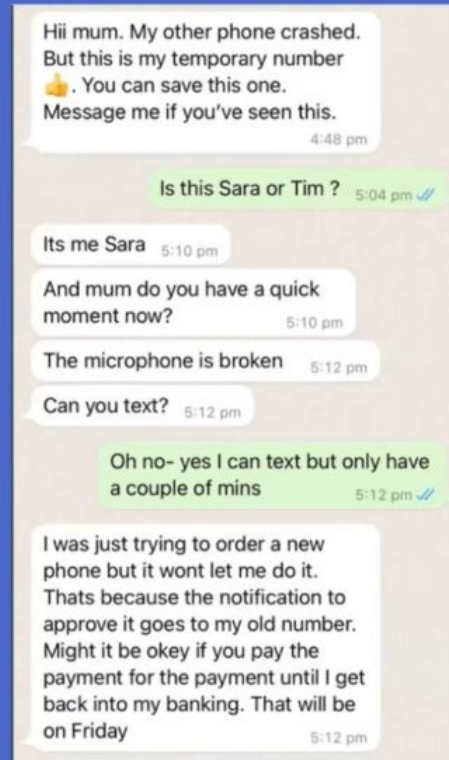 Hii mum. My other phone crashed.
But this is my temporary number
👍. You can save this one.
Message me if you've seen this.
4:48 pm
Is this Sara or Tim ? 5:04 pm
Its me Sara 5:10 pm
And mum do you have a quick
moment now? 5:10 pm
The microphone is broken 5:12 pm
Can you text? 5:12 pm
Oh no- yes I can text but only have
a couple of mins 5:12 pm
I was just trying to order a new
phone but it wont let me do it.
Thats because the notification to
approve it goes to my old number.
Might it be okey if you pay the
payment for the payment until I get
back into my banking. That will be
on Friday 5:12 pm